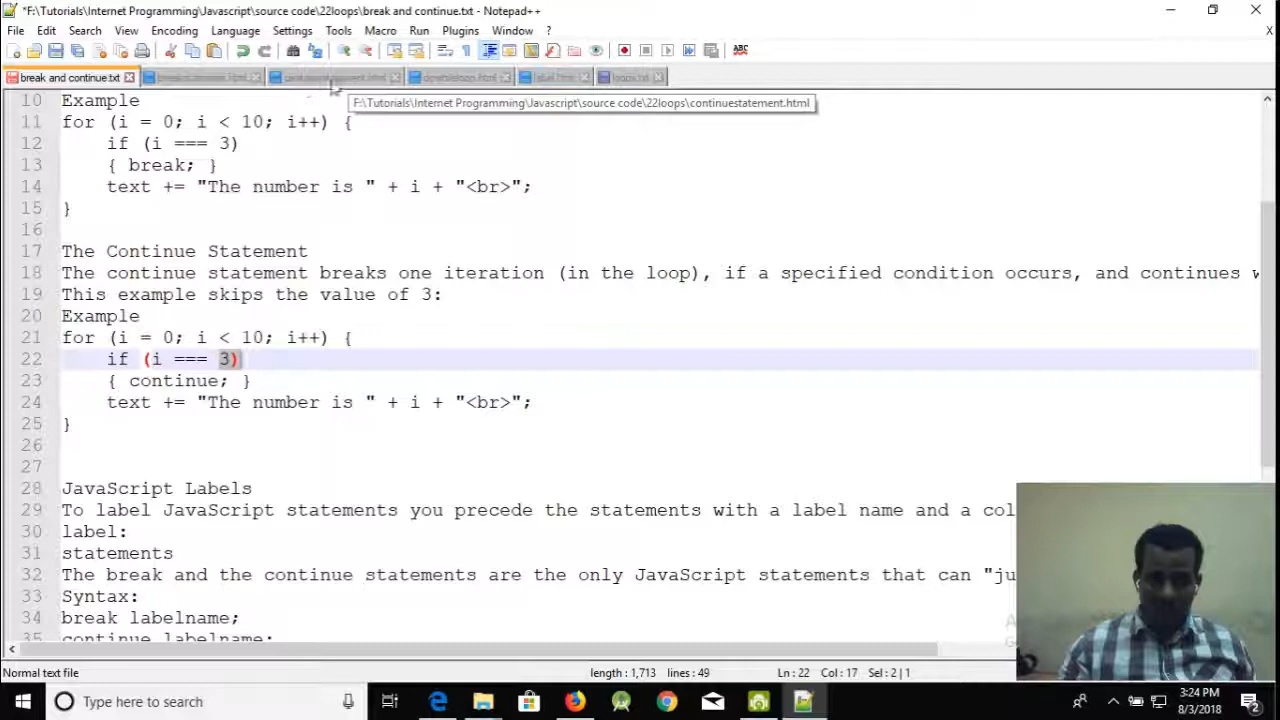 *F:\Tutorials\Internet Programming\Javascript\source code\22loops\break and continue.txt - Notepad++
File Edit Search View Encoding Language Settings Tools Macro Run Plugins Window ? X
ABC
break and continue.txt
F:\Tutorials\Internet Programming\Javascript\source code\22loops\continuestatement.html
10 Example
11 for (i = 0; i < 10; i++) {
12 if (i === 3)
13 { break; }
14 text += "The number is " + i + "<br>";
15 }
16
17 The Continue Statement
18 The continue statement breaks one iteration (in the loop), if a specified condition occurs, and continues w
19 This example skips the value of 3:
20 Example
21 for (i = 0; i < 10; i++) {
22 if (i === 3)
23 { continue; }
24 text += "The number is " + i + "<br>";
25 }
26
27
28 JavaScript Labels
29 To label JavaScript statements you precede the statements with a label name and a col
30 label:
31 statements
32 The break and the continue statements are the only JavaScript statements that can "ju
33 Syntax:
34 break labelname;
35 continue labelname;
Normal text file length : 1,713 lines : 49 Ln : 22 Col : 17 Sel : 2 | 1
Type here to search
3:24 PM
8/3/2018
2